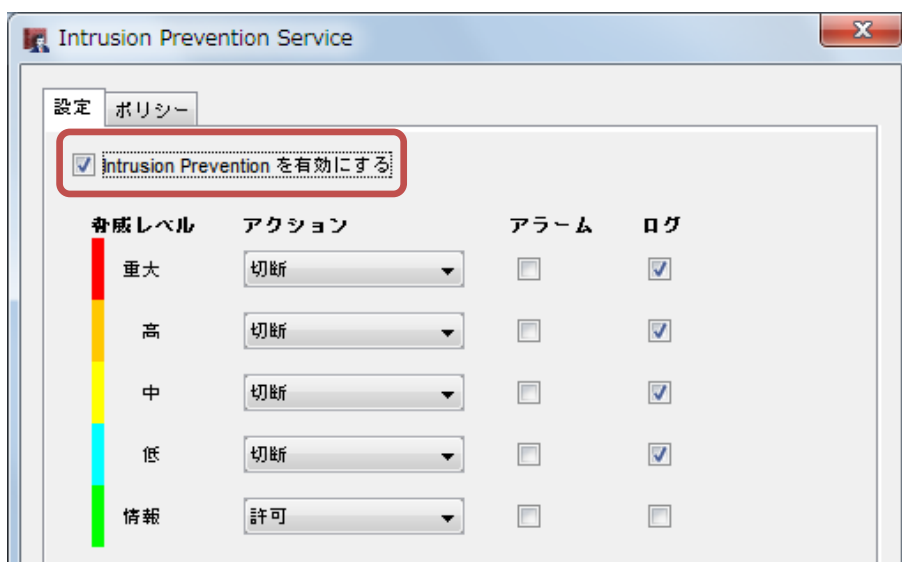 Intrusion Prevention Service
設定 ポリシー
Intrusion Prevention を有効にする
脅威レベル アクション アラーム ログ
重大 切断
高 切断
中 切断
低 切断
情報 許可